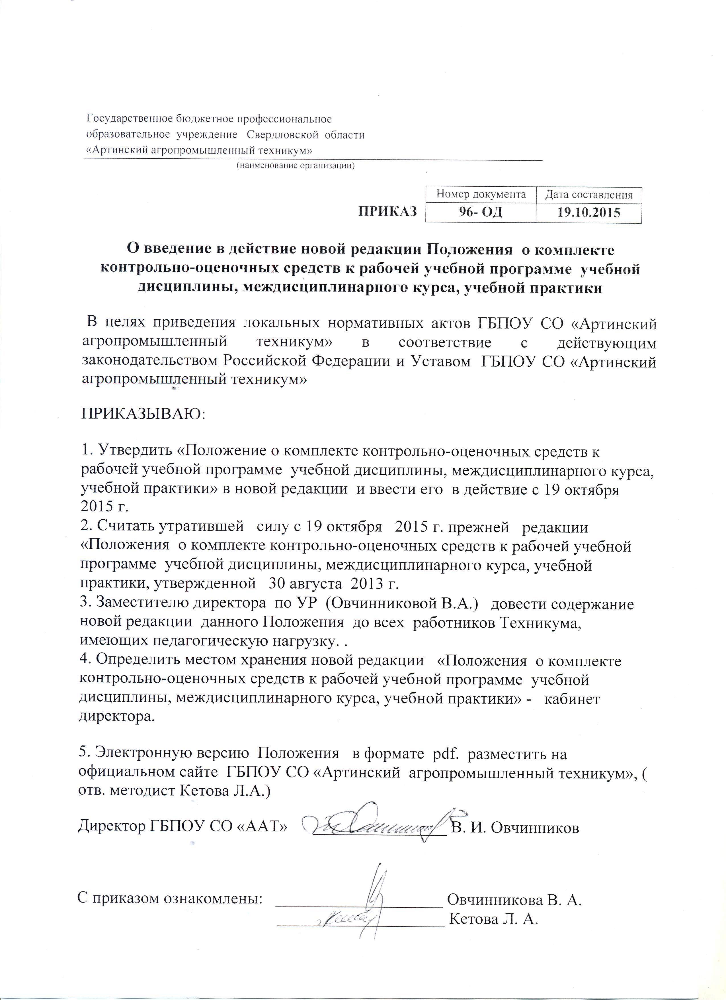 Государственное бюджетное профессиональное
образовательное учреждение Свердловской области
«Артинский агропромышленный техникум»
(наименование организации)
Номер документа Дата составления
ПРИКАЗ 96- ОД 19.10.2015
О введение в действие новой редакции Положения о комплекте
контрольно-оценочных средств к рабочей учебной программе учебной
дисциплины, междисциплинарного курса, учебной практики
В целях приведения локальных нормативных актов ГБПОУ СО «Артинский
агропромышленный техникум» в соответствие с действующим
законодательством Российской Федерации и Уставом ГБПОУ СО «Артинский
агропромышленный техникум»
ПРИКАЗЫВАЮ:
1. Утвердить «Положение о комплекте контрольно-оценочных средств к
рабочей учебной программе учебной дисциплины, междисциплинарного курса,
учебной практики» в новой редакции и ввести его в действие с 19 октября
2015 г.
2. Считать утратившей силу с 19 октября 2015 г. прежней редакции
«Положения о комплекте контрольно-оценочных средств к рабочей учебной
программе учебной дисциплины, междисциплинарного курса, учебной
практики, утвержденной 30 августа 2013 г.
3. Заместителю директора по УР (Овчинниковой В.А.) довести содержание
новой редакции данного Положения до всех работников Техникума,
имеющих педагогическую нагрузку. .
4. Определить местом хранения новой редакции «Положения о комплекте
контрольно-оценочных средств к рабочей учебной программе учебной
дисциплины, междисциплинарного курса, учебной практики» - кабинет
директора.
5. Электронную версию Положения в формате pdf. разместить на
официальном сайте ГБПОУ СО «Артинский агропромышленный техникум», (
отв. методист Кетова Л.А.)
Директор ГБПОУ СО «ААТ» В. И. Овчинников
С приказом ознакомлены: Овчинникова В. А.
Кетова Л. А.